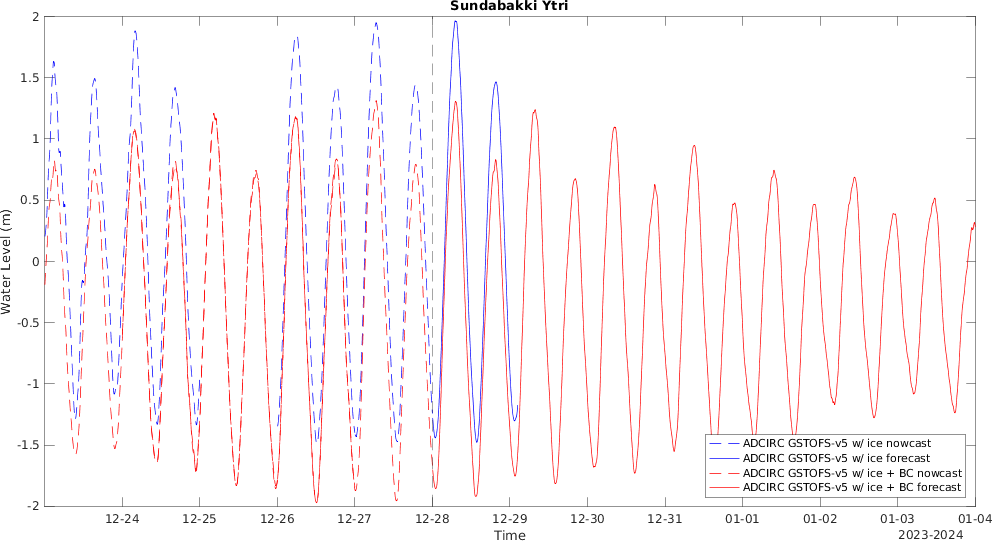 Sundabakki Ytri
2
1.5
1
0.5
0
-0.5
-1
-1.5
-2
Water Level (m)
ADCIRC GSTOFS-v5 w/ ice nowcast
ADCIRC GSTOFS-v5 w/ ice forecast
ADCIRC GSTOFS-v5 w/ ice + BC nowcast
ADCIRC GSTOFS-v5 w/ ice + BC forecast
12-24 12-25 12-26 12-27 12-28 12-29 12-30 12-31 01-01 01-02 01-03 01-04
Time
2023-2024